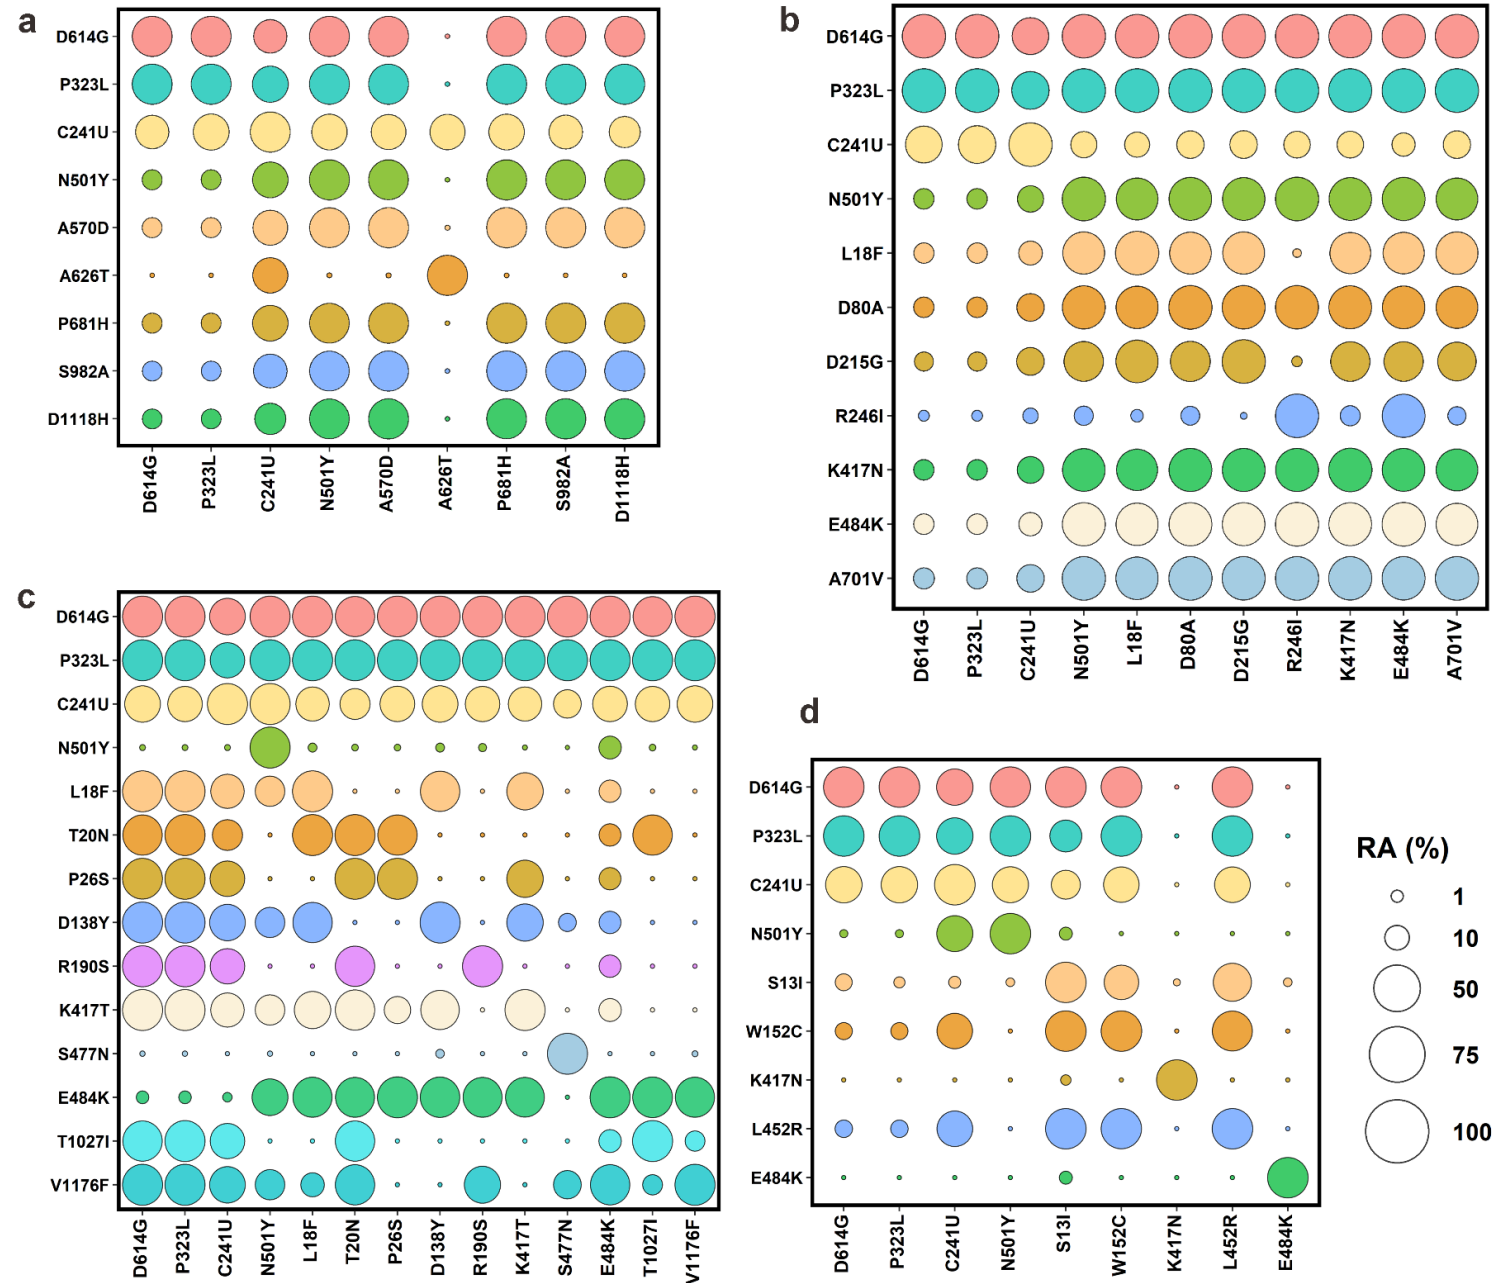 a
D614G
P323L
C241U
N501Y
A570D
A626T
P681H
S982A
D1118H
D614G
P323L
C241U
N501Y
A570D
A626T
P681H
S982A
D1118H
b
D614G
P323L
C241U
N501Y
L18F
D80A
D215G
R246I
K417N
E484K
A701V
D614G
P323L
C241U
N501Y
L18F
D80A
D215G
R246I
K417N
E484K
A701V
c
D614G
P323L
C241U
N501Y
L18F
T20N
P26S
D138Y
R190S
K417T
S477N
E484K
T1027I
V1176F
D614G
P323L
C241U
N501Y
L18F
T20N
P26S
D138Y
R190S
K417T
S477N
E484K
T1027I
V1176F
d
D614G
P323L
C241U
N501Y
S13I
W152C
K417N
L452R
E484K
D614G
P323L
C241U
N501Y
S13I
W152C
K417N
L452R
E484K
RA (%)
1
10
50
75
100